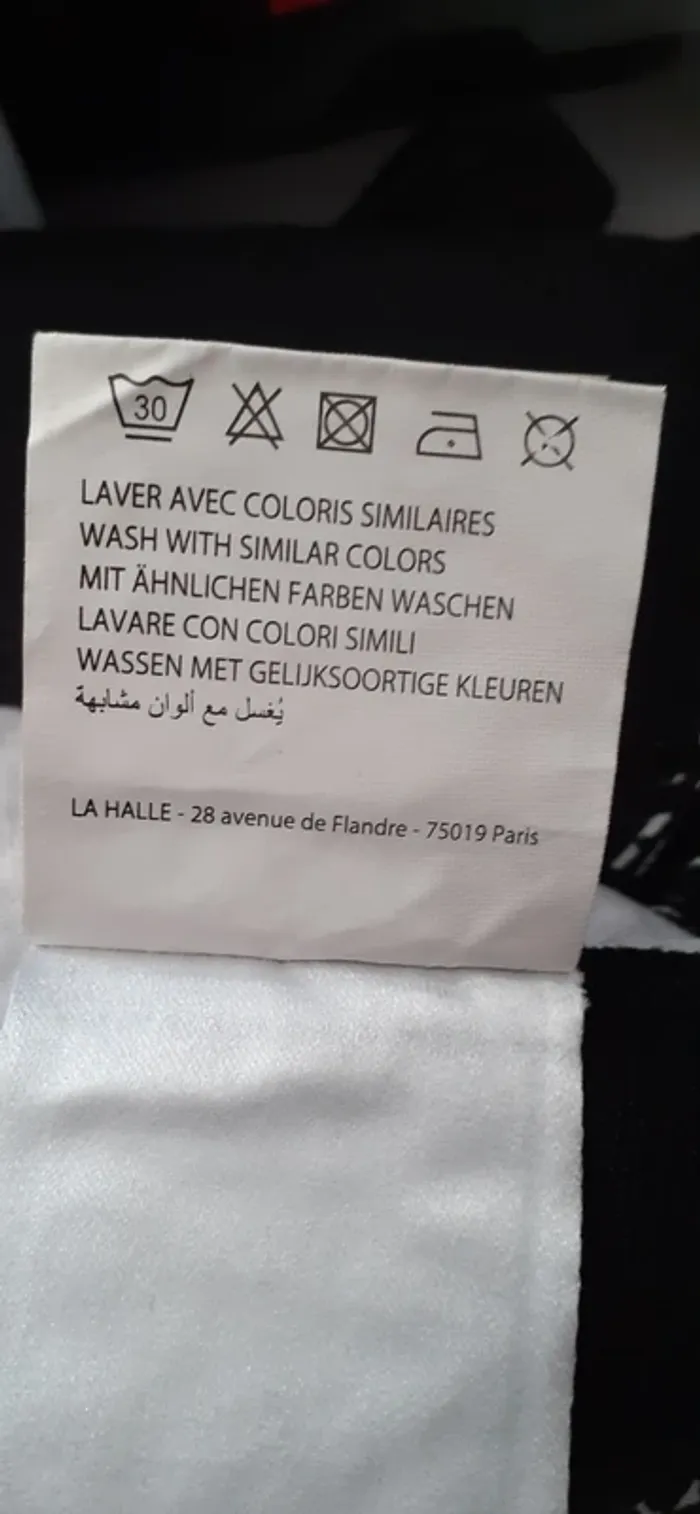 30
LAVER AVEC COLORIS SIMILAIRES
WASH WITH SIMILAR COLORS
MIT ÄHNLICHEN FARBEN WASCHEN
LAVARE CON COLORI SIMILI
WASSEN MET GELIJKSOORTIGE KLEUREN
يُغسل مع ألوان مشابهة
LA HALLE - 28 avenue de Flandre - 75019 Paris